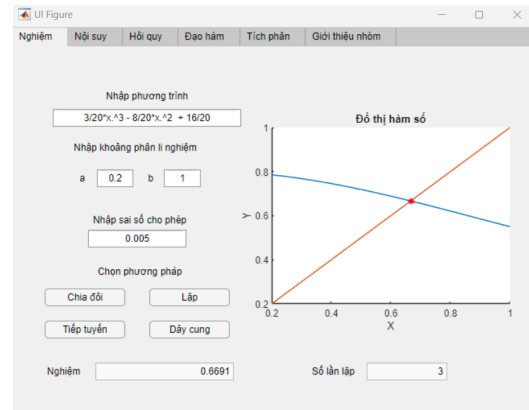 UI Figure
Nghiệm Nội suy Hồi quy Đạo hàm Tích phân Giới thiệu nhóm
Nhập phương trình
3/20*x.^3 - 8/20*x.^2 + 16/20
Nhập khoảng phân li nghiệm
a 0.2 b 1
Nhập sai số cho phép
0.005
Chọn phương pháp
Chia đôi Lặp
Tiếp tuyến Dây cung
Nghiệm 0.6691
Đồ thị hàm số
1
0.8
0.6
0.4
0.2
Y
0.2 0.4 0.6 0.8 1
X
Số lần lặp 3